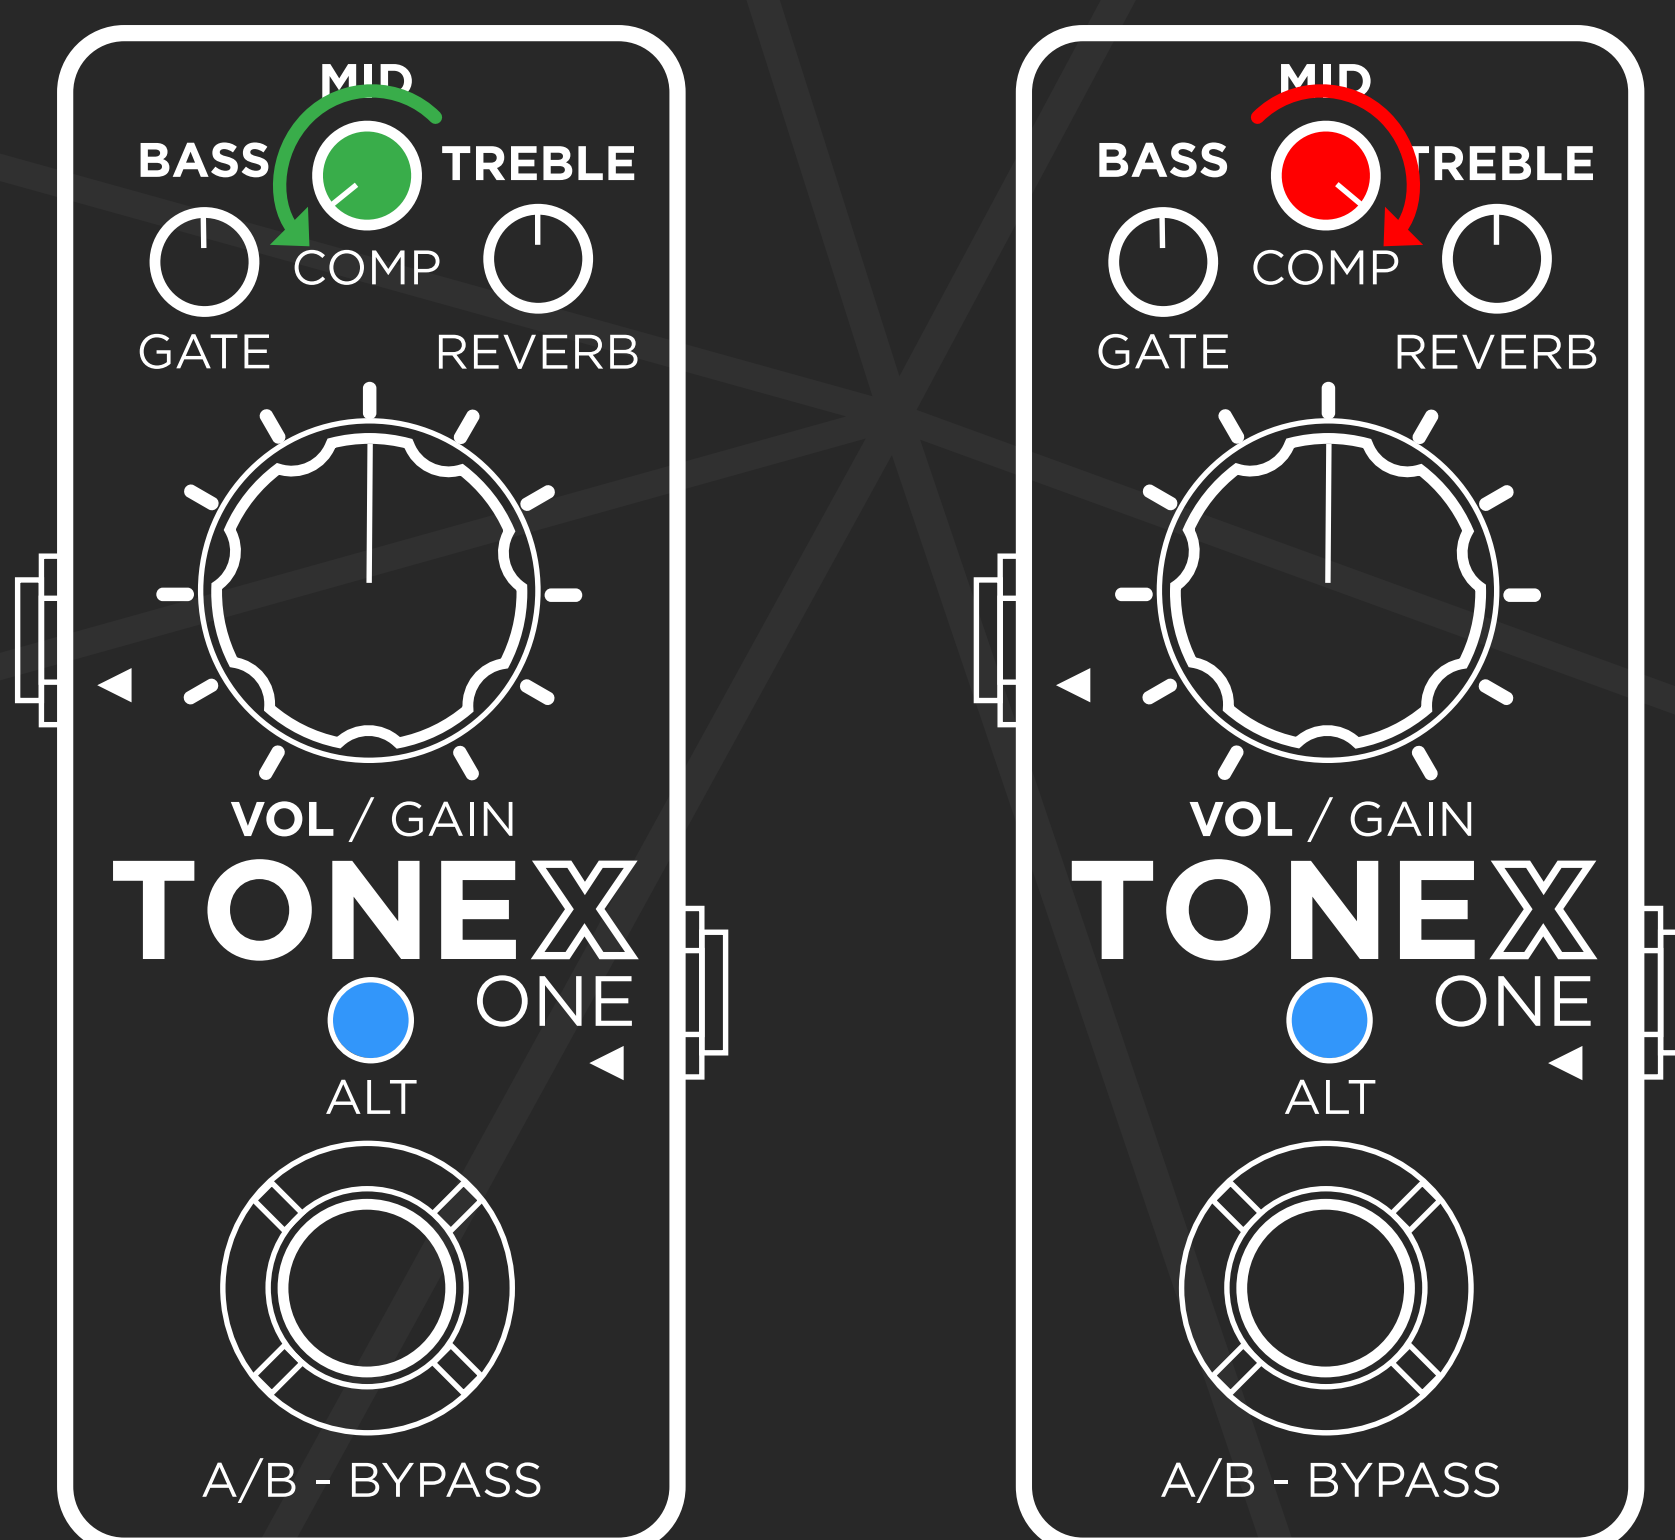 MID
BASS
TREBLE
COMP
GATE
REVERB
VOL / GAIN
TONEX
ONE
ALT
A/B - BYPASS
MID
BASS
TREBLE
COMP
GATE
REVERB
VOL / GAIN
TONEX
ONE
ALT
A/B - BYPASS